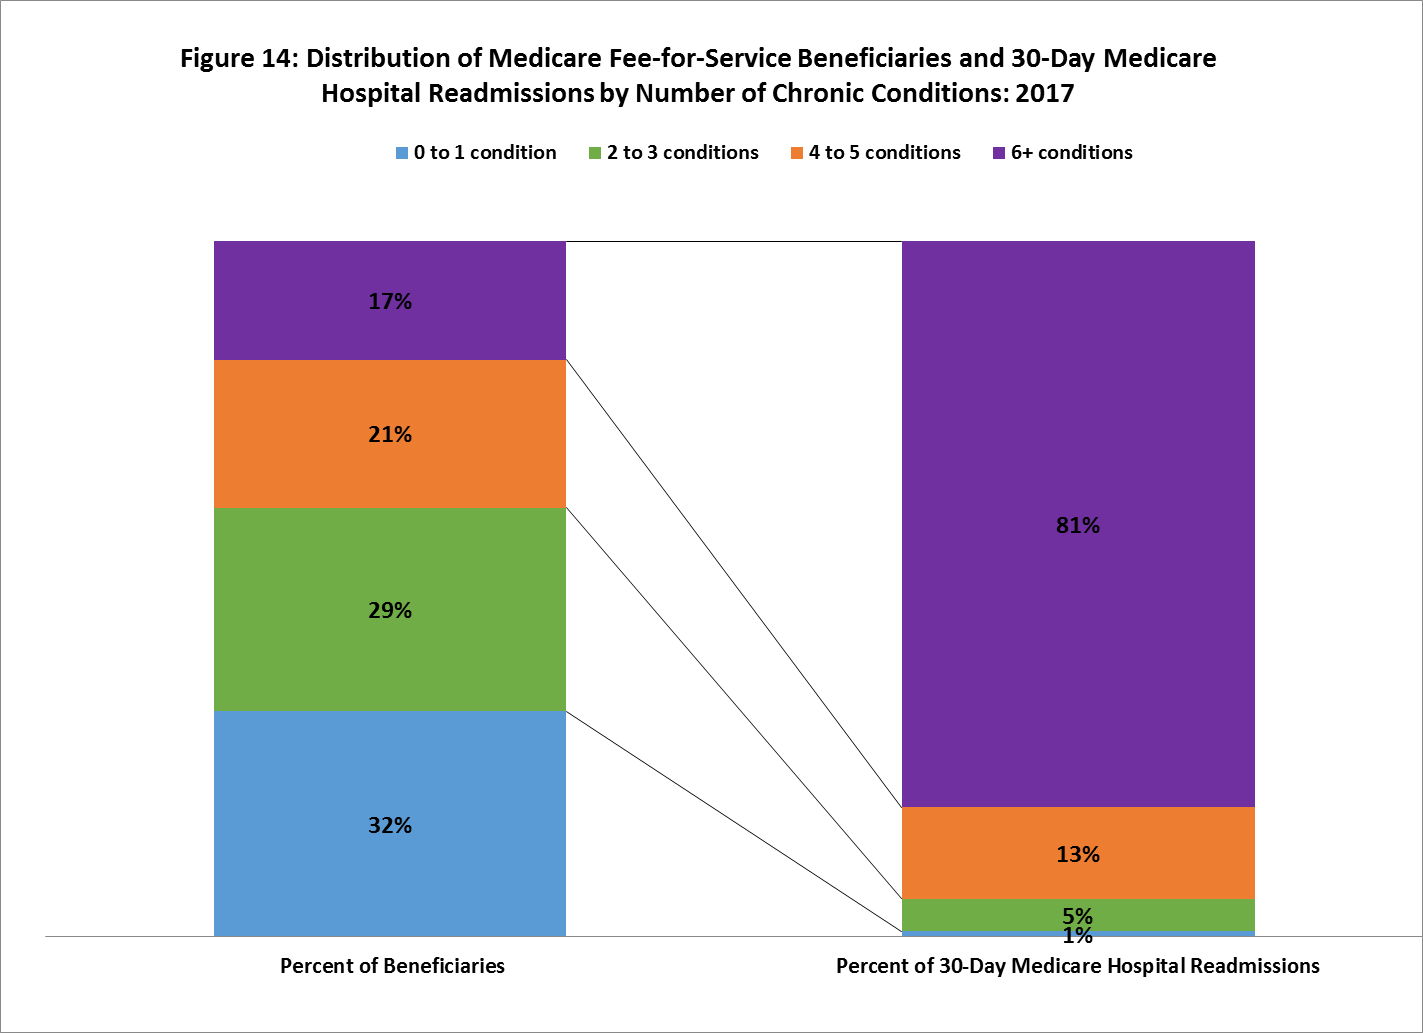 Figure 14: Distribution of Medicare Fee-for-Service Beneficiaries and 30-Day Medicare
Hospital Readmissions by Number of Chronic Conditions: 2017
0 to 1 condition 2 to 3 conditions 4 to 5 conditions 6+ conditions
17%
21%
29%
32%
81%
13%
5%
1%
Percent of Beneficiaries
Percent of 30-Day Medicare Hospital Readmissions